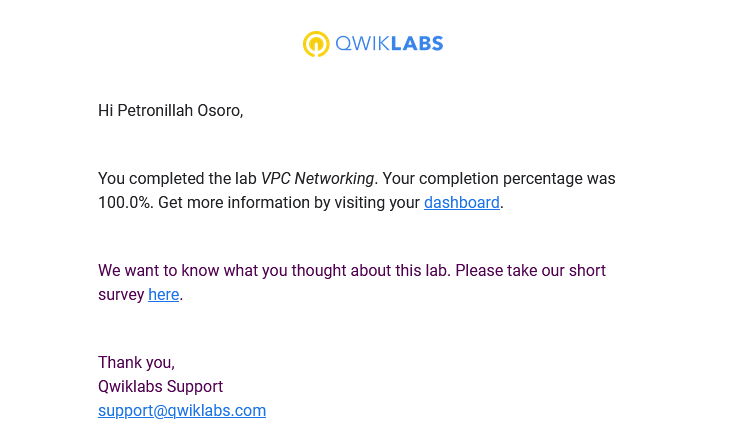 QWIKLABS
Hi Petronillah Osoro,
You completed the lab VPC Networking. Your completion percentage was
100.0%. Get more information by visiting your dashboard.
We want to know what you thought about this lab. Please take our short
survey here.
Thank you,
Qwiklabs Support
support@qwiklabs.com